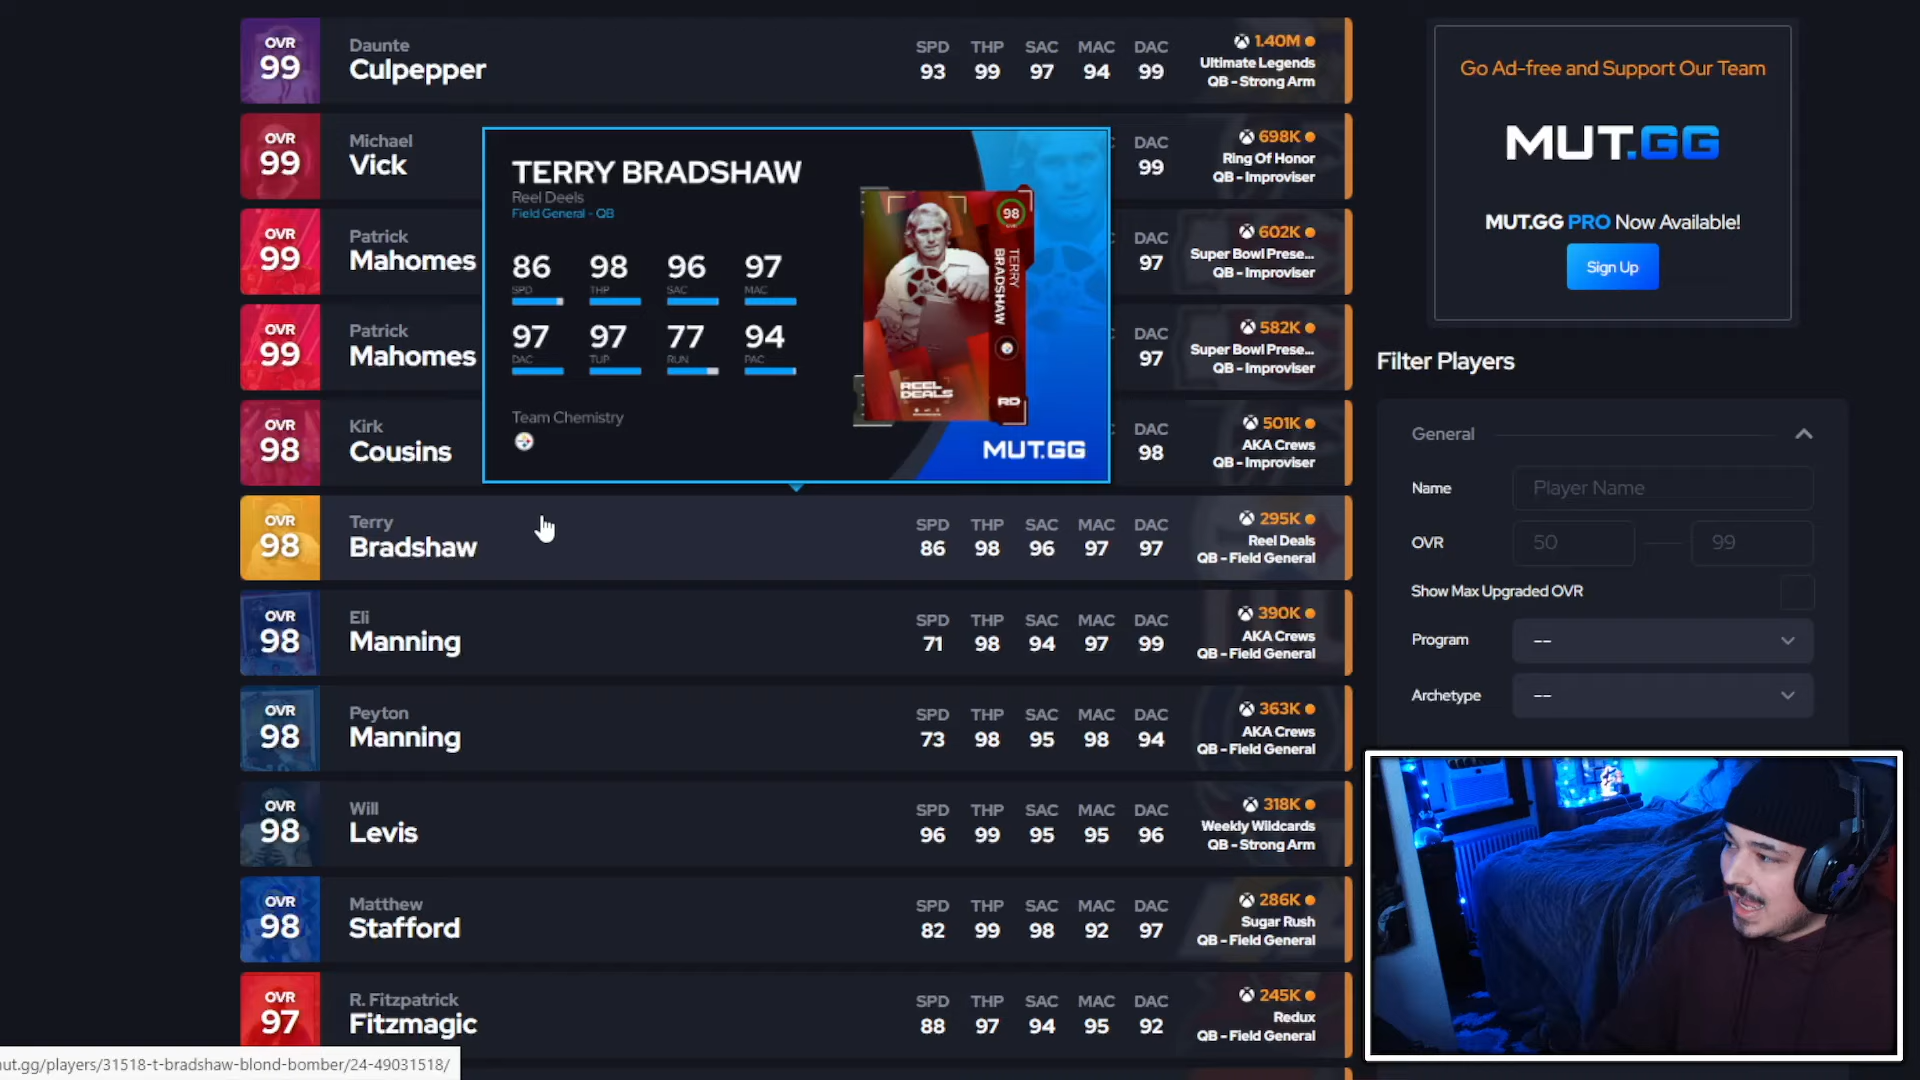 OVR
99
Daunte
Culpepper
SPD THP SAC MAC DAC
93 99 97 94 99
1.40M
Ultimate Legends
QB - Strong Arm
OVR
99
Michael
Vick
DAC
99
698K
Ring Of Honor
QB - Improviser
OVR
99
Patrick
Mahomes
DAC
97
602K
Super Bowl Prese...
QB - Improviser
OVR
99
Patrick
Mahomes
DAC
97
582K
Super Bowl Prese...
QB - Improviser
OVR
98
Kirk
Cousins
DAC
98
501K
AKA Crews
QB - Improviser
TERRY BRADSHAW
Reel Deels
Field General - QB
86 98 96 97
SPD THP SAC MAC
97 97 77 94
DAC TUP RUN PAC
Team Chemistry
98
TERRY
BRADSHAW
REEL
DEALS
RD
MUT.GG
OVR
98
Terry
Bradshaw
SPD THP SAC MAC DAC
86 98 96 97 97
295K
Reel Deals
QB - Field General
OVR
98
Eli
Manning
SPD THP SAC MAC DAC
71 98 94 97 99
390K
AKA Crews
QB - Field General
OVR
98
Peyton
Manning
SPD THP SAC MAC DAC
73 98 95 98 94
363K
AKA Crews
QB - Field General
OVR
98
Will
Levis
SPD THP SAC MAC DAC
96 99 95 95 96
318K
Weekly Wildcards
QB - Strong Arm
OVR
98
Matthew
Stafford
SPD THP SAC MAC DAC
82 99 98 92 97
286K
Sugar Rush
QB - Field General
OVR
97
R. Fitzpatrick
Fitzmagic
SPD THP SAC MAC DAC
88 97 94 95 92
245K
Redux
QB - Field General
mut.gg/players/31518-t-bradshaw-blond-bomber/24-49031518/
Go Ad-free and Support Our Team
MUT.GG
MUT.GG PRO Now Available!
Sign Up
Filter Players
General
Name Player Name
OVR 50 99
Show Max Upgraded OVR
Program --
Archetype --